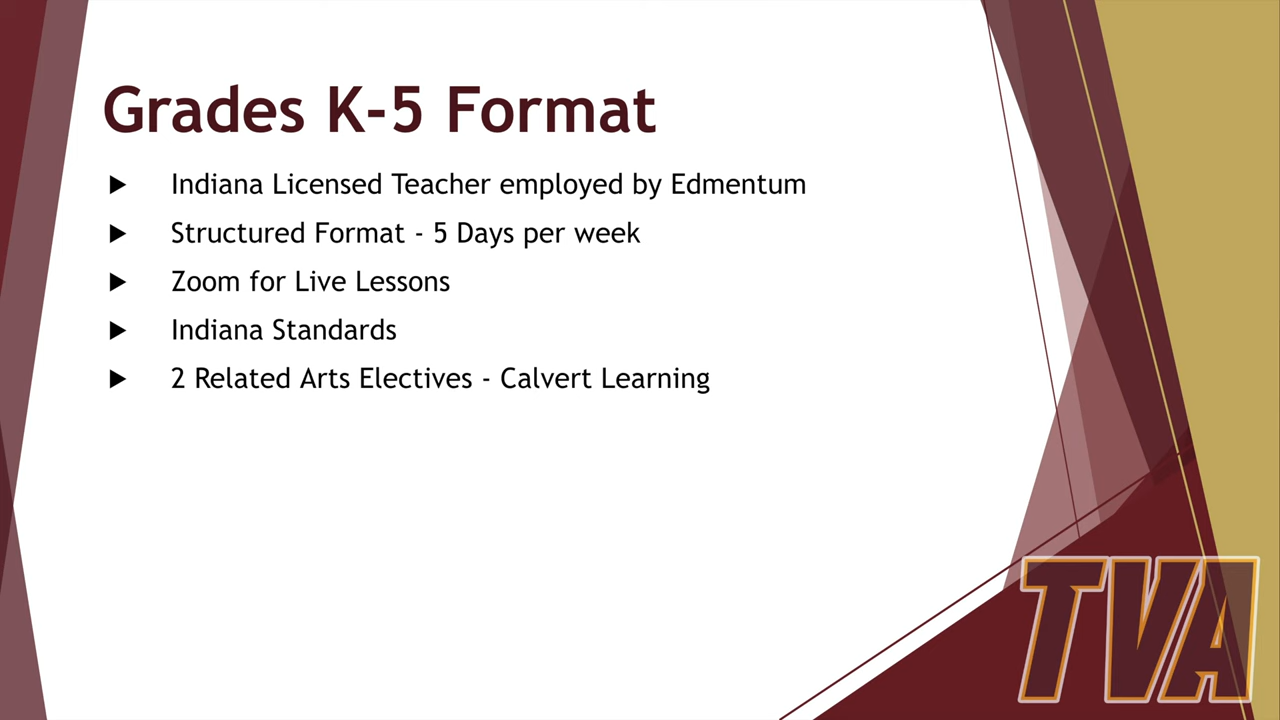 Grades K-5 Format
Indiana Licensed Teacher employed by Edmentum
Structured Format - 5 Days per week
Zoom for Live Lessons
Indiana Standards
2 Related Arts Electives - Calvert Learning
TVA